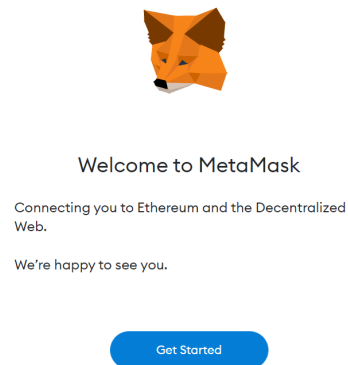 Welcome to MetaMask
Connecting you to Ethereum and the Decentralized
Web.
We’re happy to see you.
Get Started